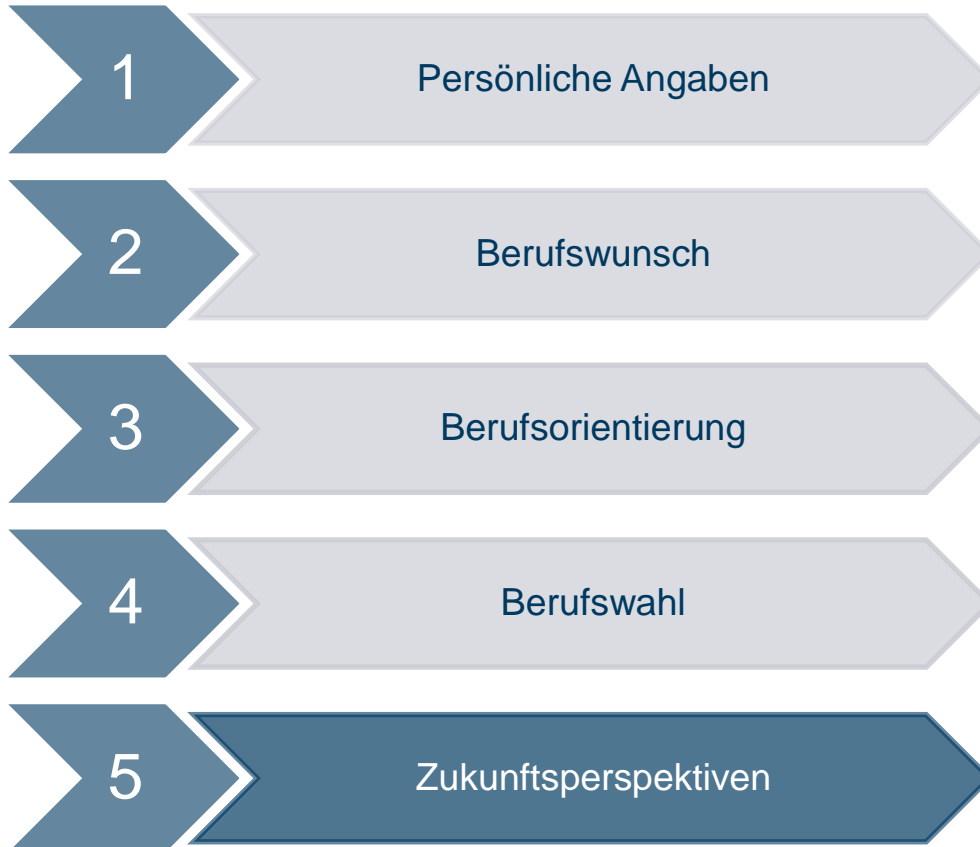 1 Persönliche Angaben
2 Berufswunsch
3 Berufsorientierung
4 Berufswahl
5 Zukunftsperspektiven